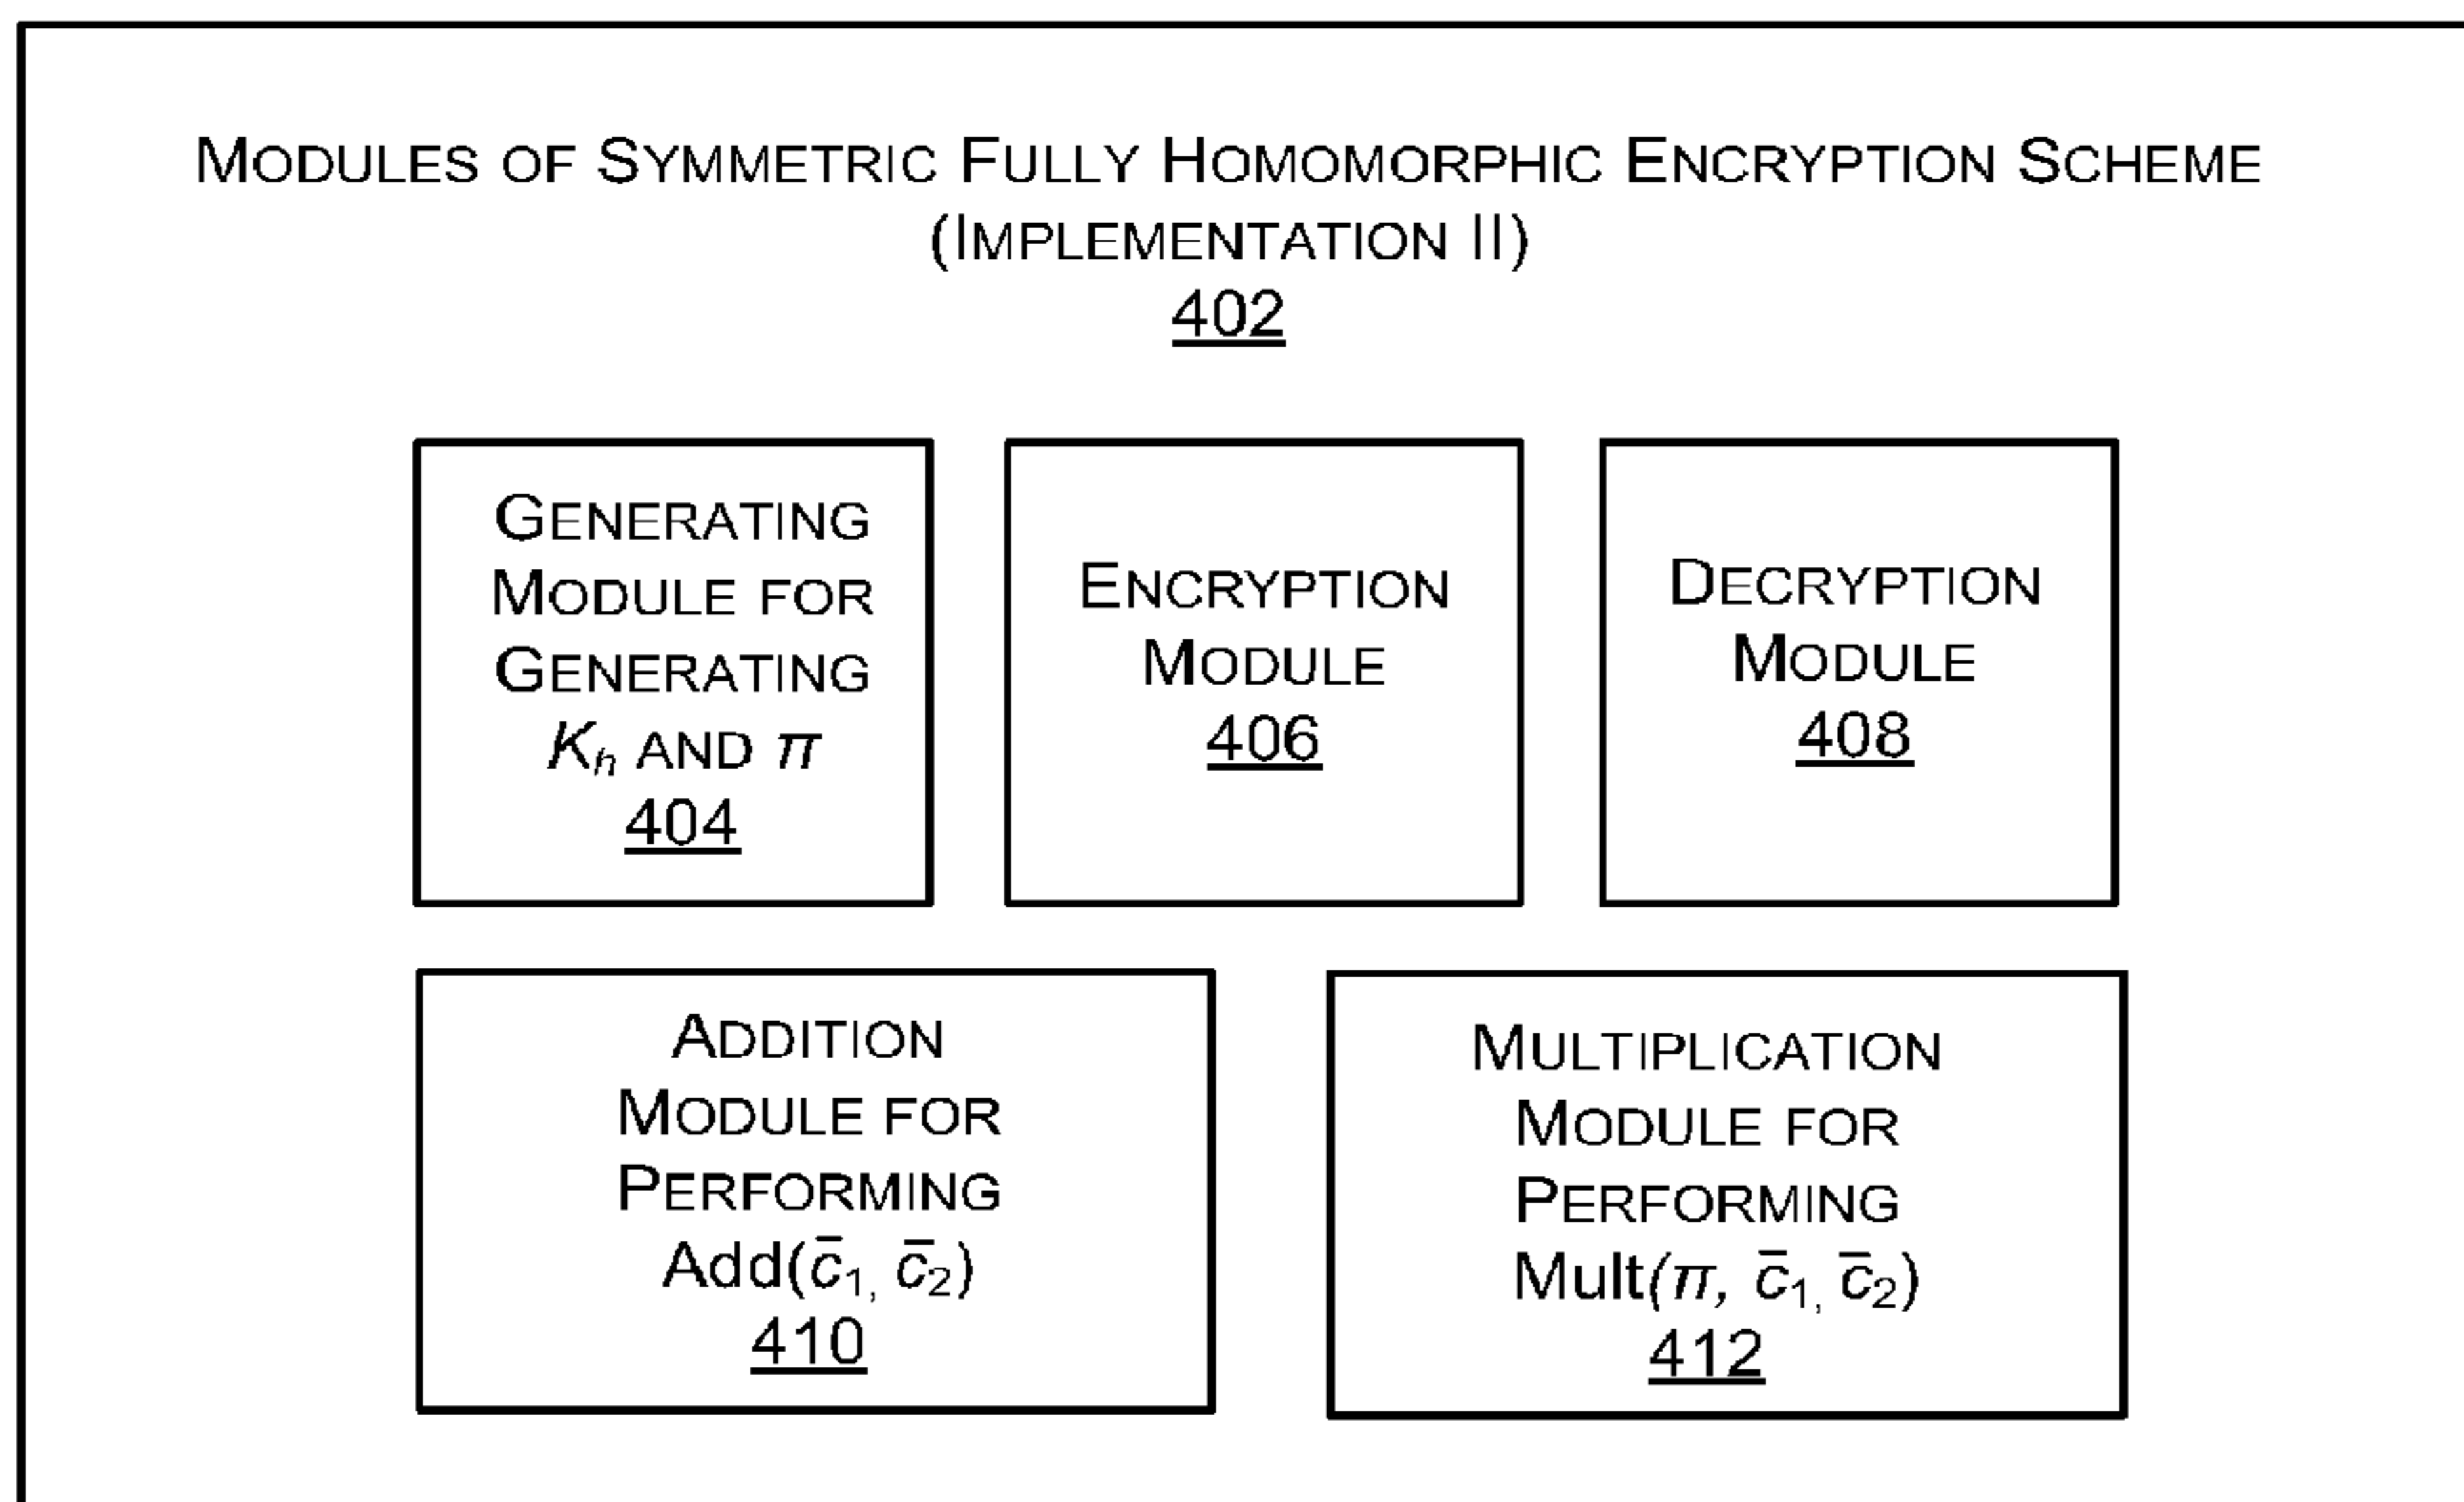 MODULES OF SYMMETRIC FULLY HOMOMORPHIC ENCRYPTION SCHEME
(IMPLEMENTATION II)
402
GENERATING
MODULE FOR
GENERATING
Kₕ AND π
404
ENCRYPTION
MODULE
406
DECRYPTION
MODULE
408
ADDITION
MODULE FOR
PERFORMING
Add(c̄₁, c̄₂)
410
MULTIPLICATION
MODULE FOR
PERFORMING
Mult(π, c̄₁, c̄₂)
412